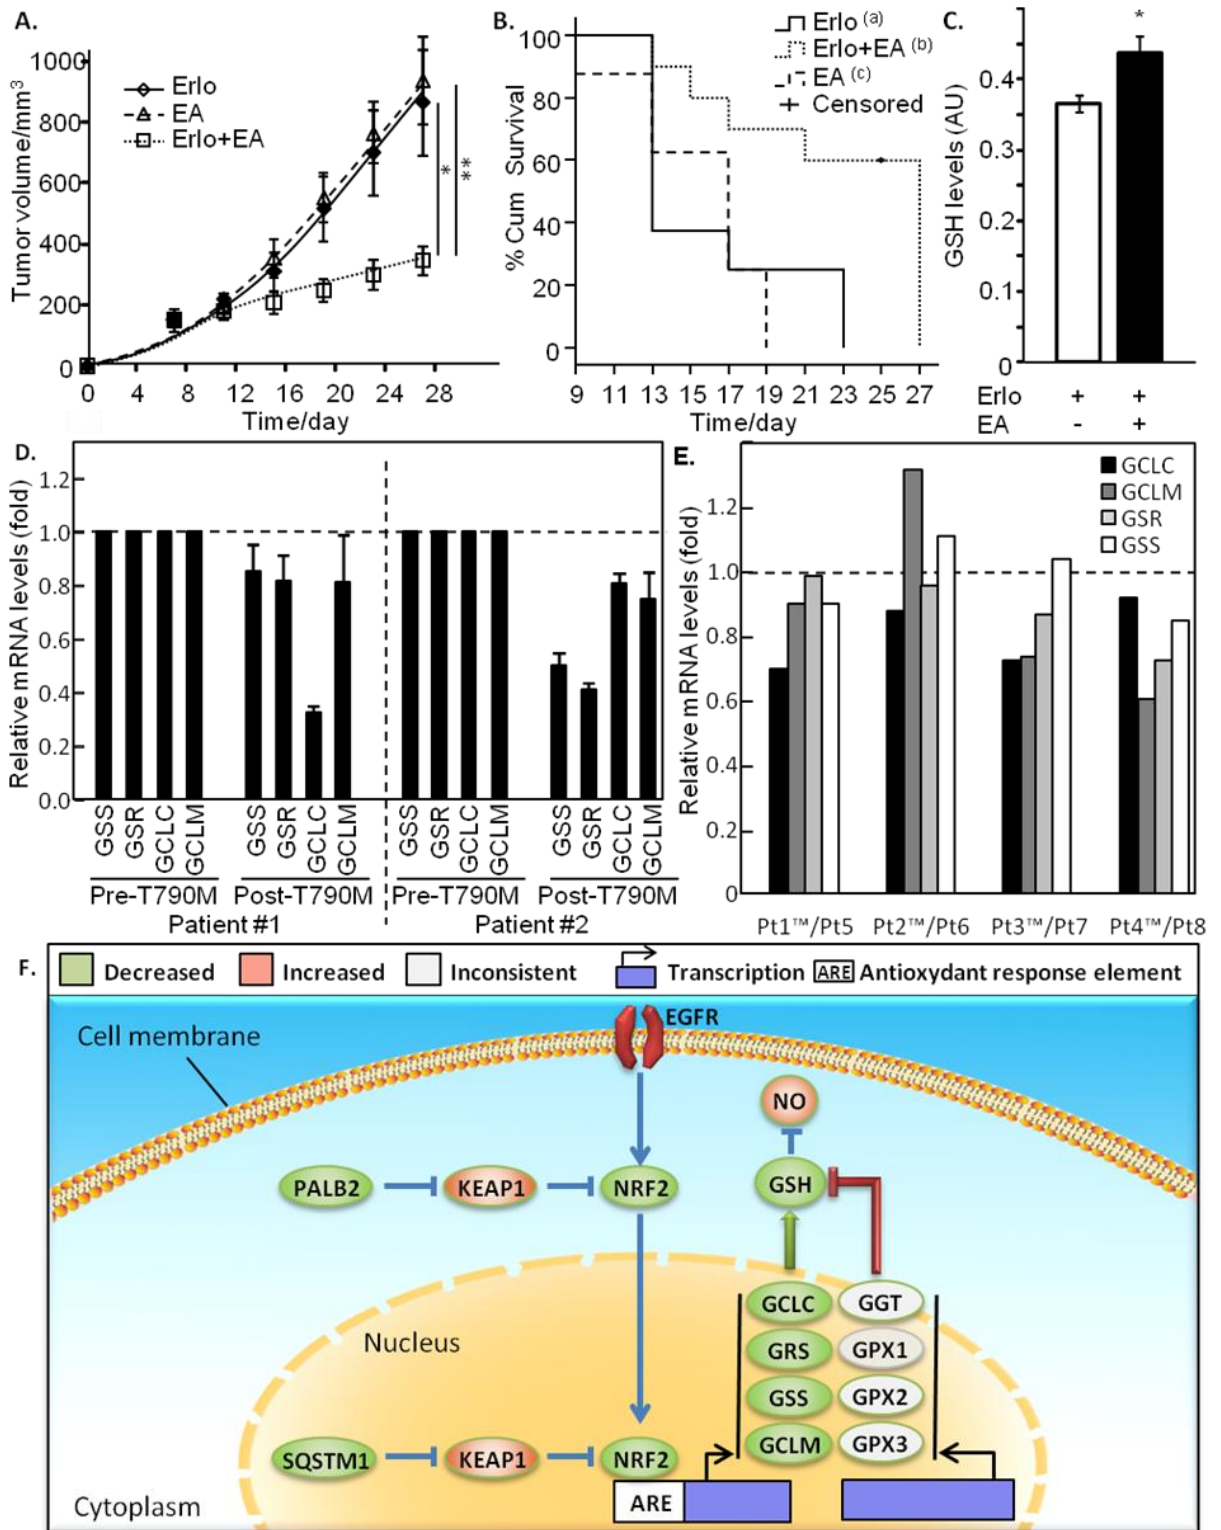 A.
Tumor volume/mm³
1000
800
600
400
200
0
Erlo
EA
Erlo+EA
*
**
0 4 8 12 16 20 24 28
Time/day
B.
% Cum Survival
100
80
60
40
20
0
Erlo (a)
Erlo+EA (b)
EA (c)
Censored
9 11 13 15 17 19 21 23 25 27
Time/day
C.
GSH levels (AU)
0.4
0.3
0.2
0.1
0
*
Erlo + +
EA - +
D.
Relative mRNA levels (fold)
1.2
1.0
0.8
0.6
0.4
0.2
0.0
GSS GSR GCLC GCLM GSS GSR GCLC GCLM GSS GSR GCLC GCLM GSS GSR GCLC GCLM
Pre-T790M Post-T790M Pre-T790M Post-T790M
Patient #1 Patient #2
E.
Relative mRNA levels (fold)
1.2
1.0
0.8
0.6
0.4
0.2
0
GCLC
GCLM
GSR
GSS
Pt1™/Pt5 Pt2™/Pt6 Pt3™/Pt7 Pt4™/Pt8
F.
Decreased Increased Inconsistent Transcription ARE Antioxydant response element
EGFR
Cell membrane
NO
PALB2 KEAP1 NRF2 GSH
Nucleus
GCLC GGT
GRS GPX1
GSS GPX2
GCLM GPX3
SQSTM1 KEAP1 NRF2
ARE
Cytoplasm